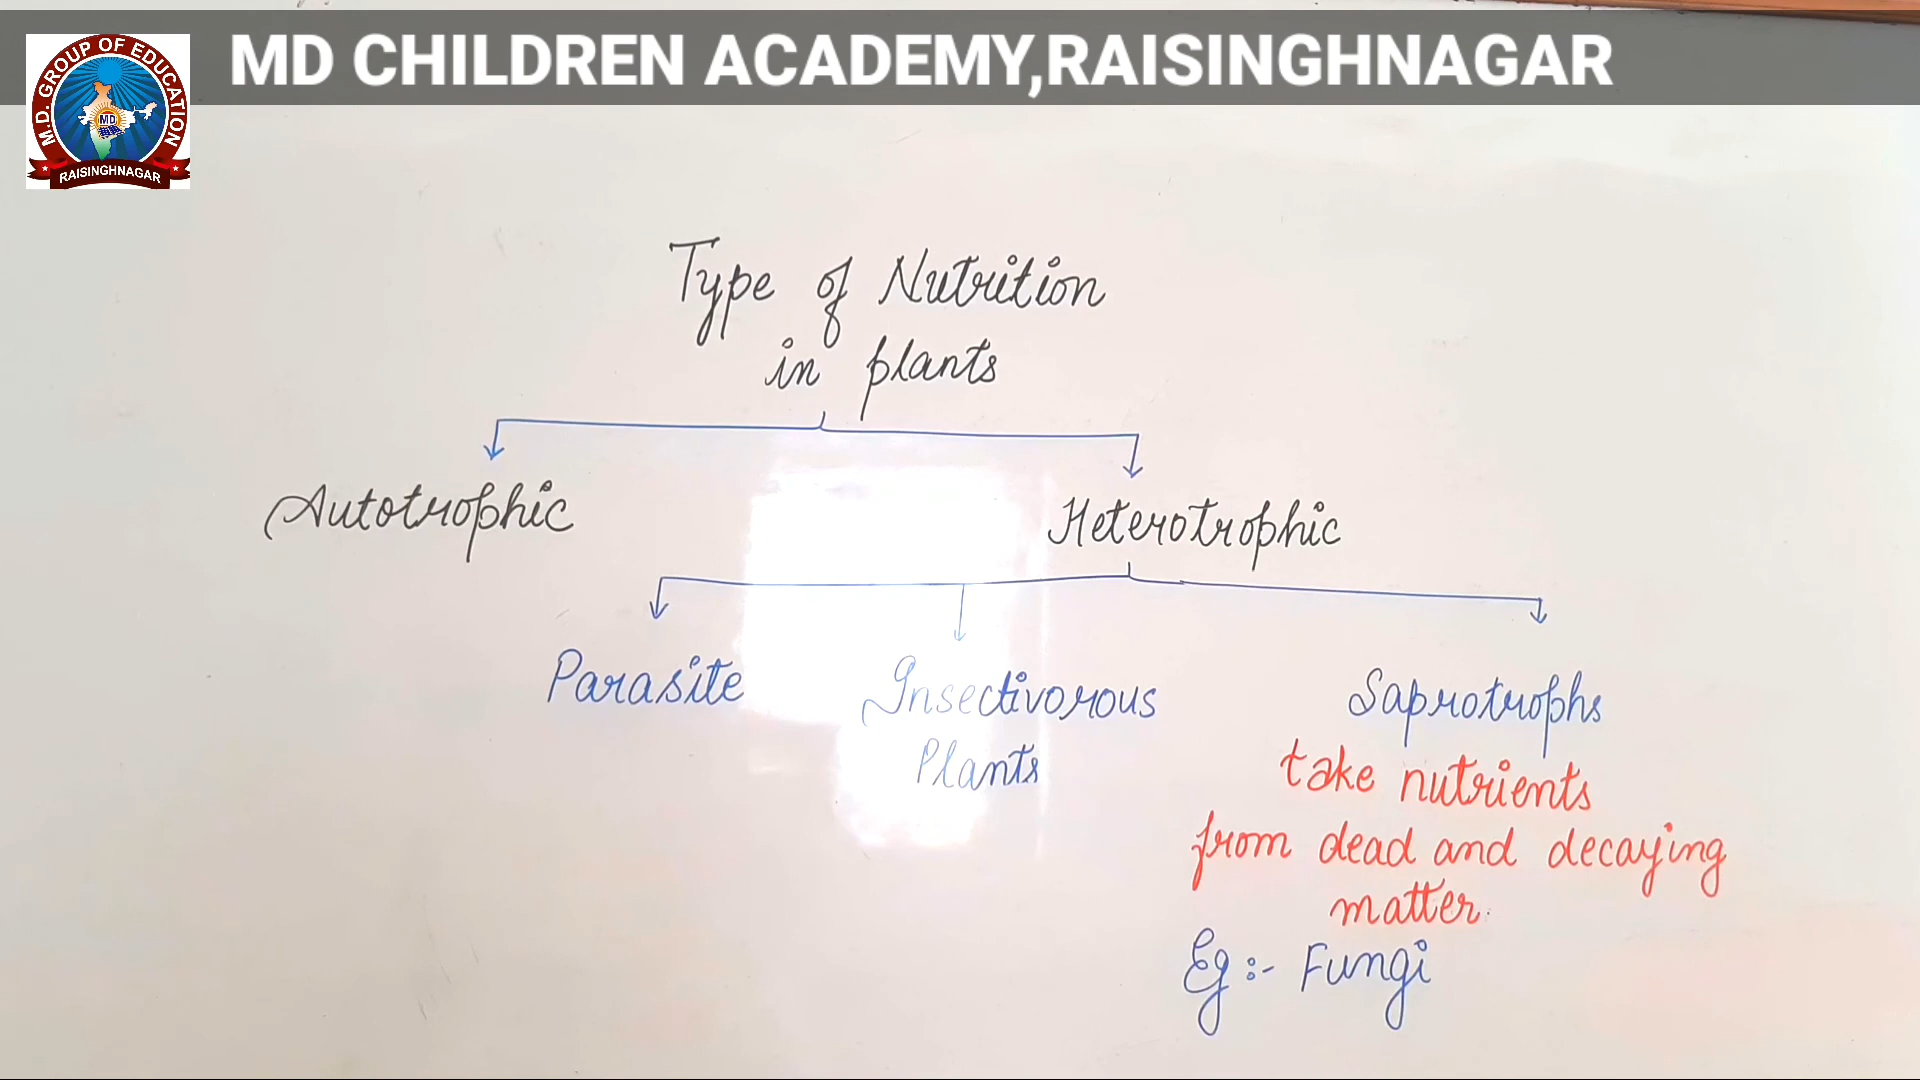 MD CHILDREN ACADEMY,RAISINGHNAGAR
M.D. GROUP OF EDUCATION
MD
RAISINGHNAGAR
Type of Nutrition
in plants
Autotrophic
Heterotrophic
Parasite
Insectivorous
Plants
Saprotrophs
take nutrients
from dead and decaying
matter.
Eg :- Fungi